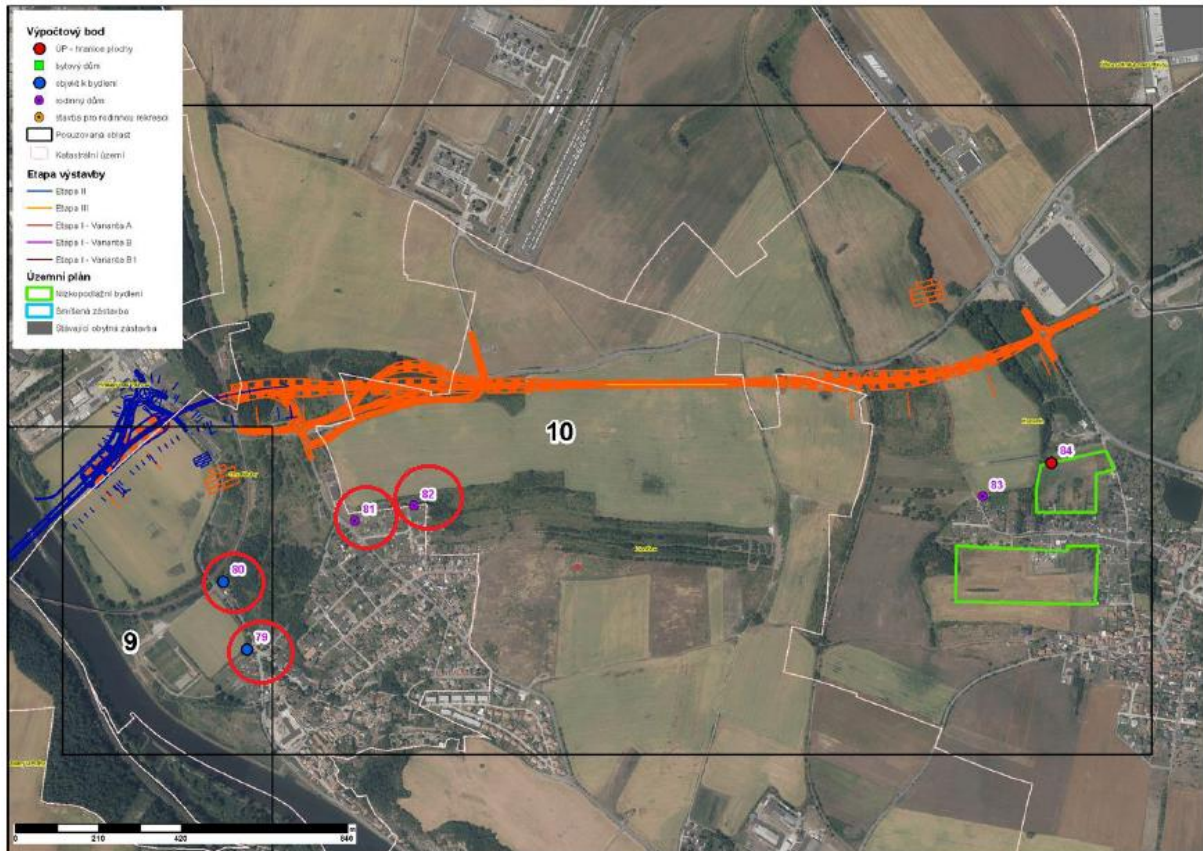 Výpočtový bod
ÚP - hranice plochy
bytový dům
objekt k bydlení
rodinný dům
stavba pro rodinnou rekreaci
Posuzovaná oblast
Katastrální území
Etapa výstavby
Etapa II
Etapa III
Etapa I - Varianta A
Etapa I - Varianta B
Etapa I - Varianta B1
Územní plán
Nízkopodlažní bydlení
Smíšená zástavba
Stávající obytná zástavba
10
84
82
83
81
80
9
79
0
210
420
840